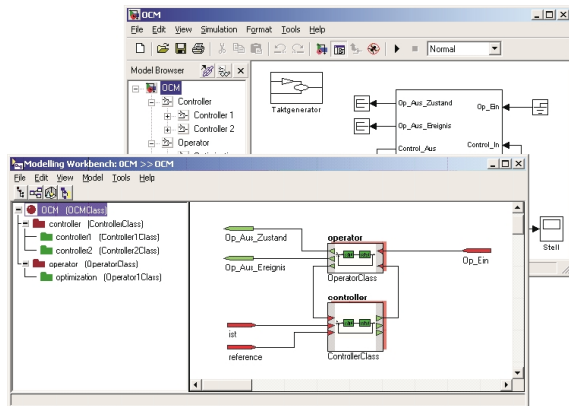 OCM
File Edit View Simulation Format Tools Help
Normal
Model Browser
OCM
Controller
Controller 1
Controller 2
Operator
Taktgenerator
Op_Aus_Zustand
Op_Ein
Op_Aus_Ereignis
Control_Aus
Control_In
Stell
Modelling Workbench: OCM >> OCM
File Edit View Model Tools Help
OCM (OCMClass)
controller (ControllerClass)
controller1 (Controller1Class)
controller2 (Controller2Class)
operator (OperatorClass)
optimization (Operator1Class)
Op_Aus_Zustand
operator
Op_Aus_Ereignis
Op_Ein
OperatorClass
controller
ist
reference
ControllerClass